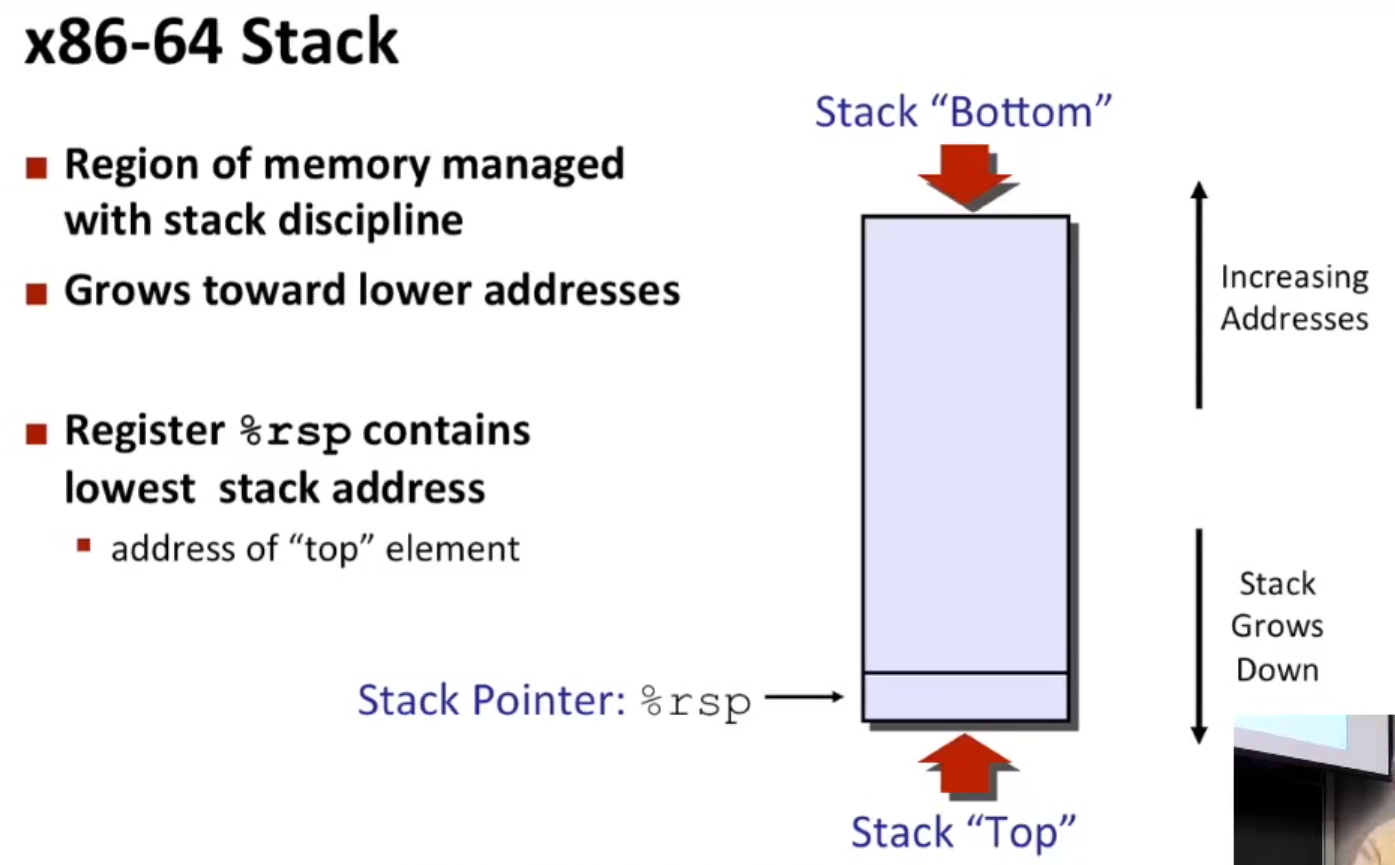 x86-64 Stack
Region of memory managed
with stack discipline
Grows toward lower addresses
Register %rsp contains
lowest stack address
address of “top” element
Stack Pointer: %rsp
Stack “Bottom”
Increasing
Addresses
Stack
Grows
Down
Stack “Top”